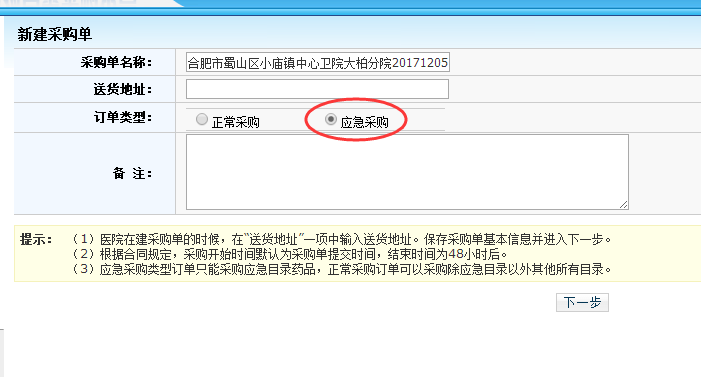 新建采购单
采购单名称： 合肥市蜀山区小庙镇中心卫院大柏分院20171205
送货地址：
订单类型： 正常采购 应急采购
备 注：
提示： （1）医院在建采购单的时候，在“送货地址”一项中输入送货地址。保存采购单基本信息并进入下一步。
（2）根据合同规定，采购开始时间默认为采购单提交时间，结束时间为48小时后。
（3）应急采购类型订单只能采购应急目录药品，正常采购订单可以采购除应急目录以外其他所有目录。
下一步